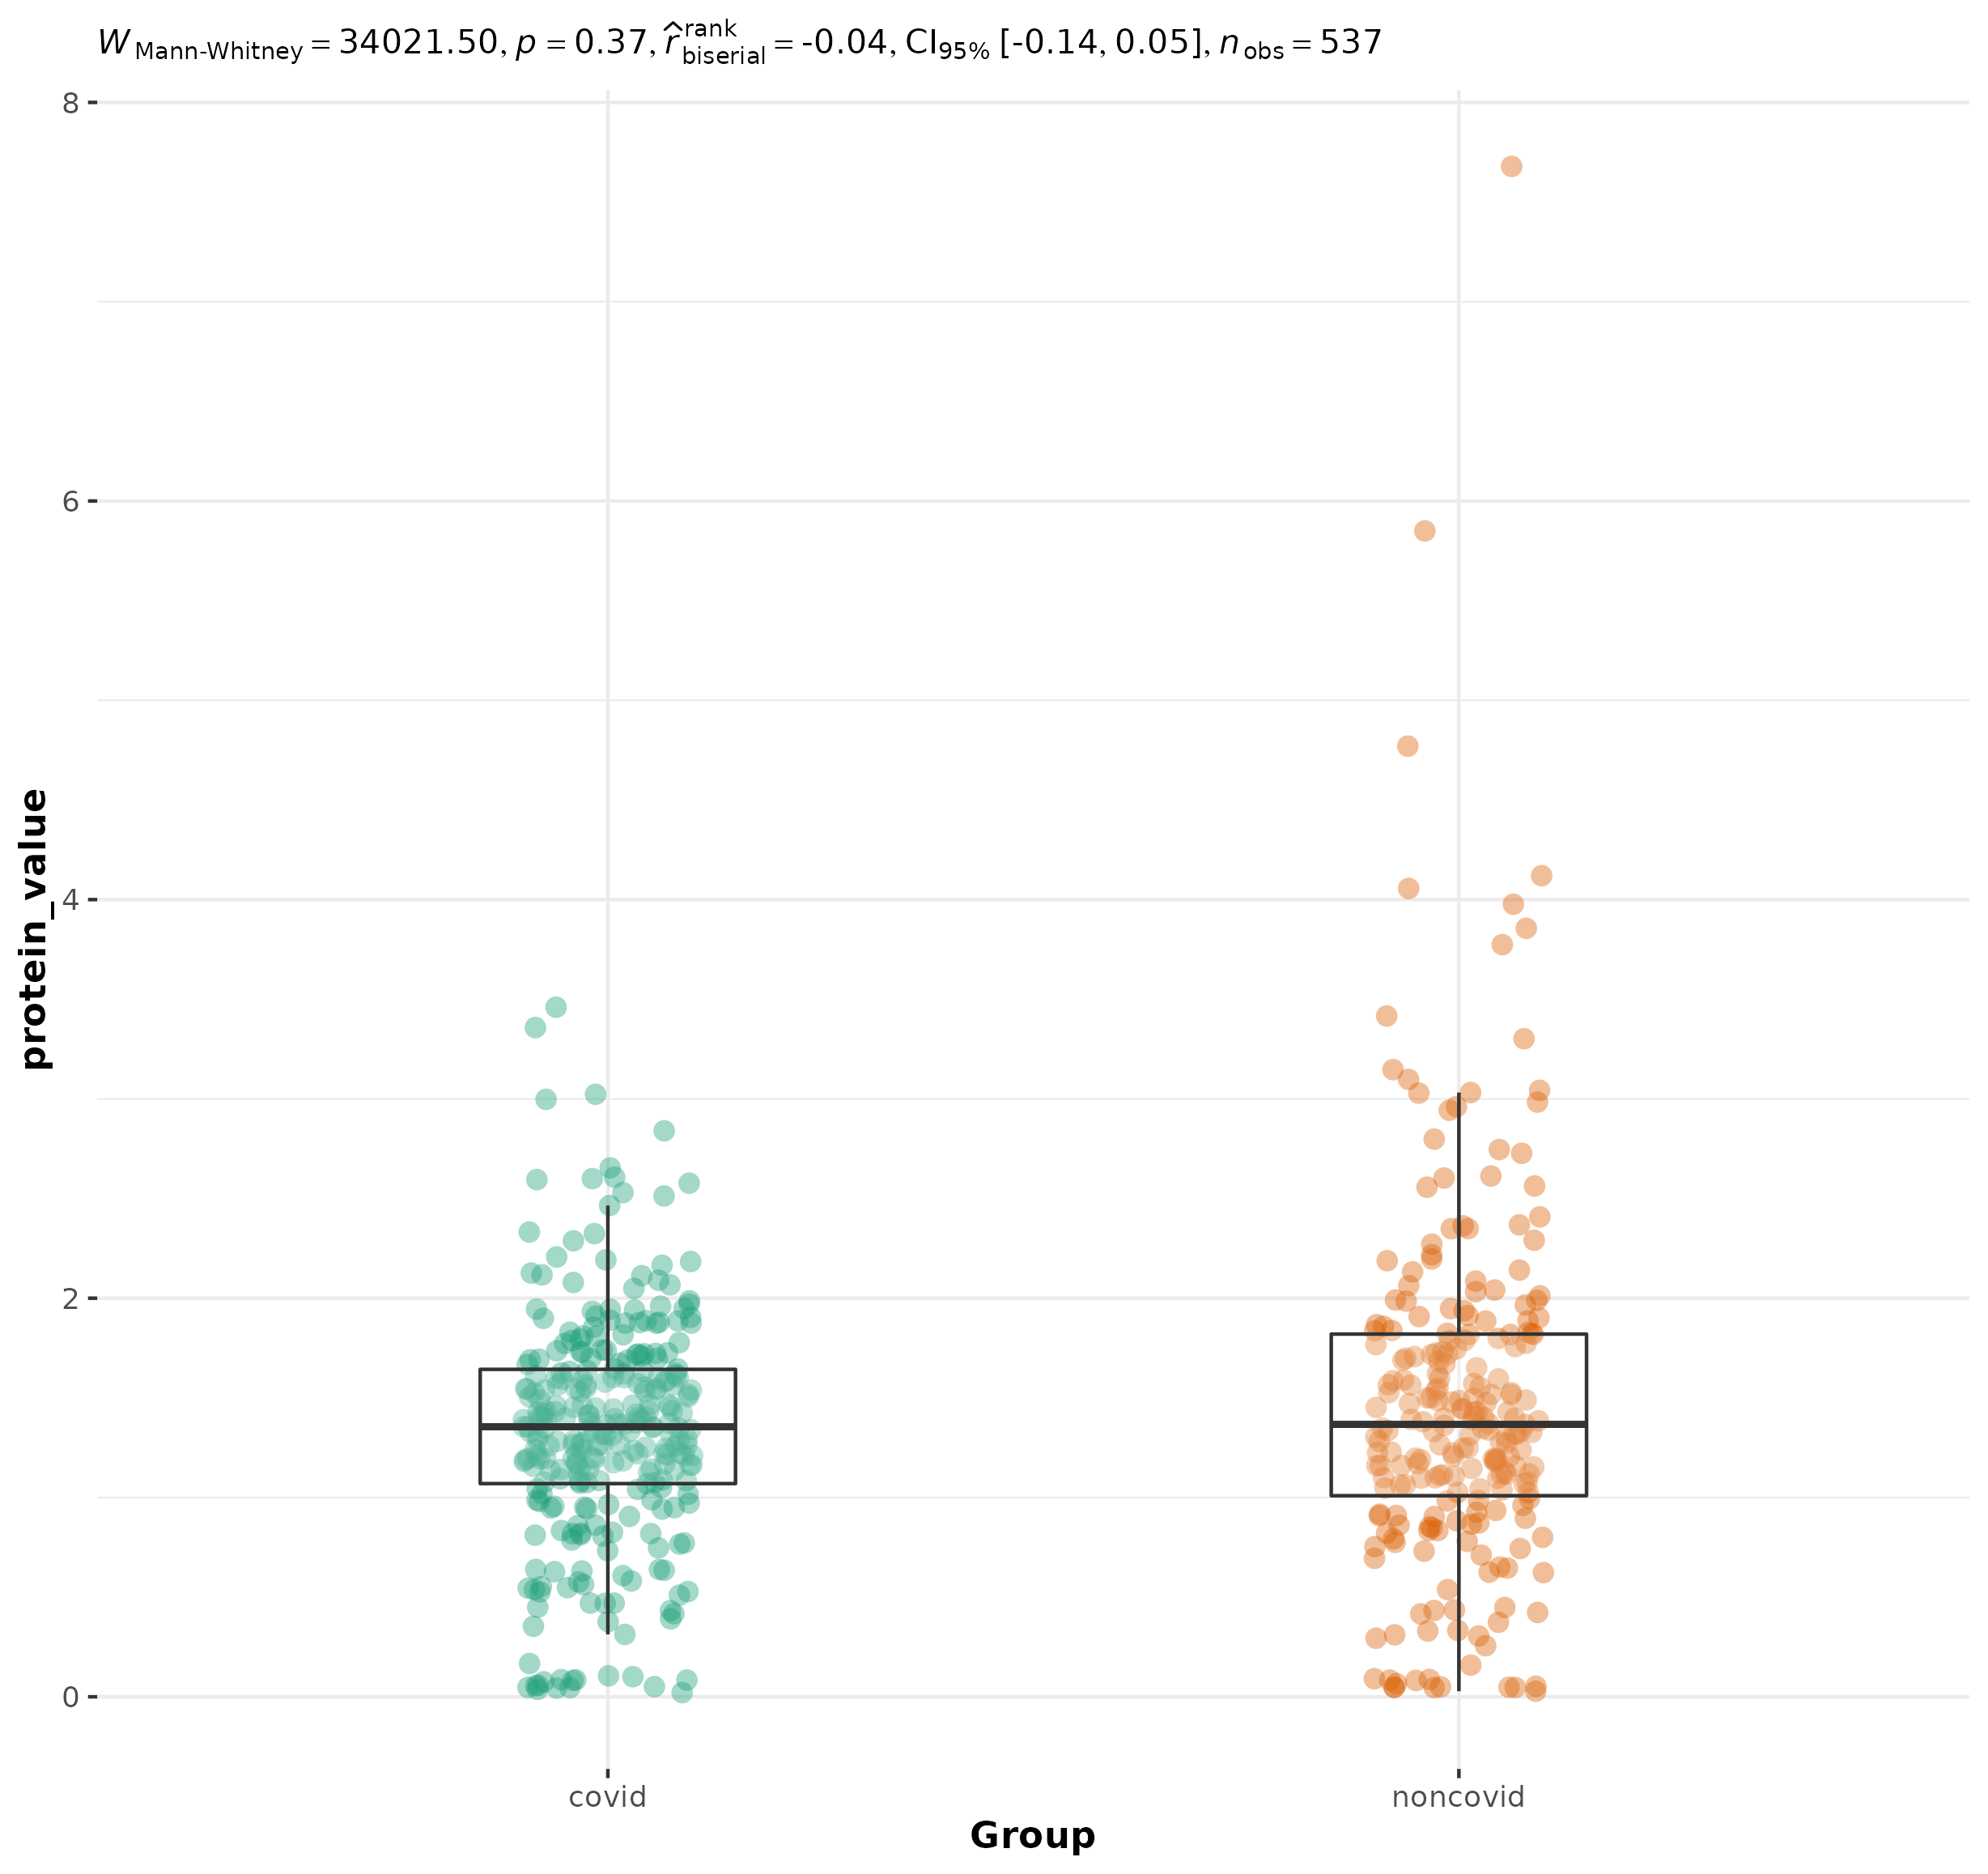 W Mann-Whitney = 34021.50, p = 0.37, r̂ rank biserial = -0.04, CI95% [-0.14, 0.05], n obs = 537
8
6
4
2
0
protein_value
covid noncovid
Group